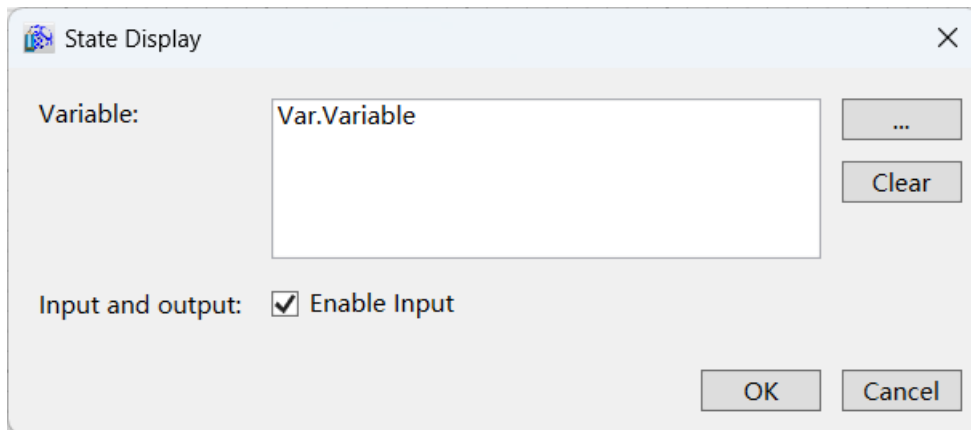 State Display
Variable: Var.Variable ...
Clear
Input and output: Enable Input
OK Cancel